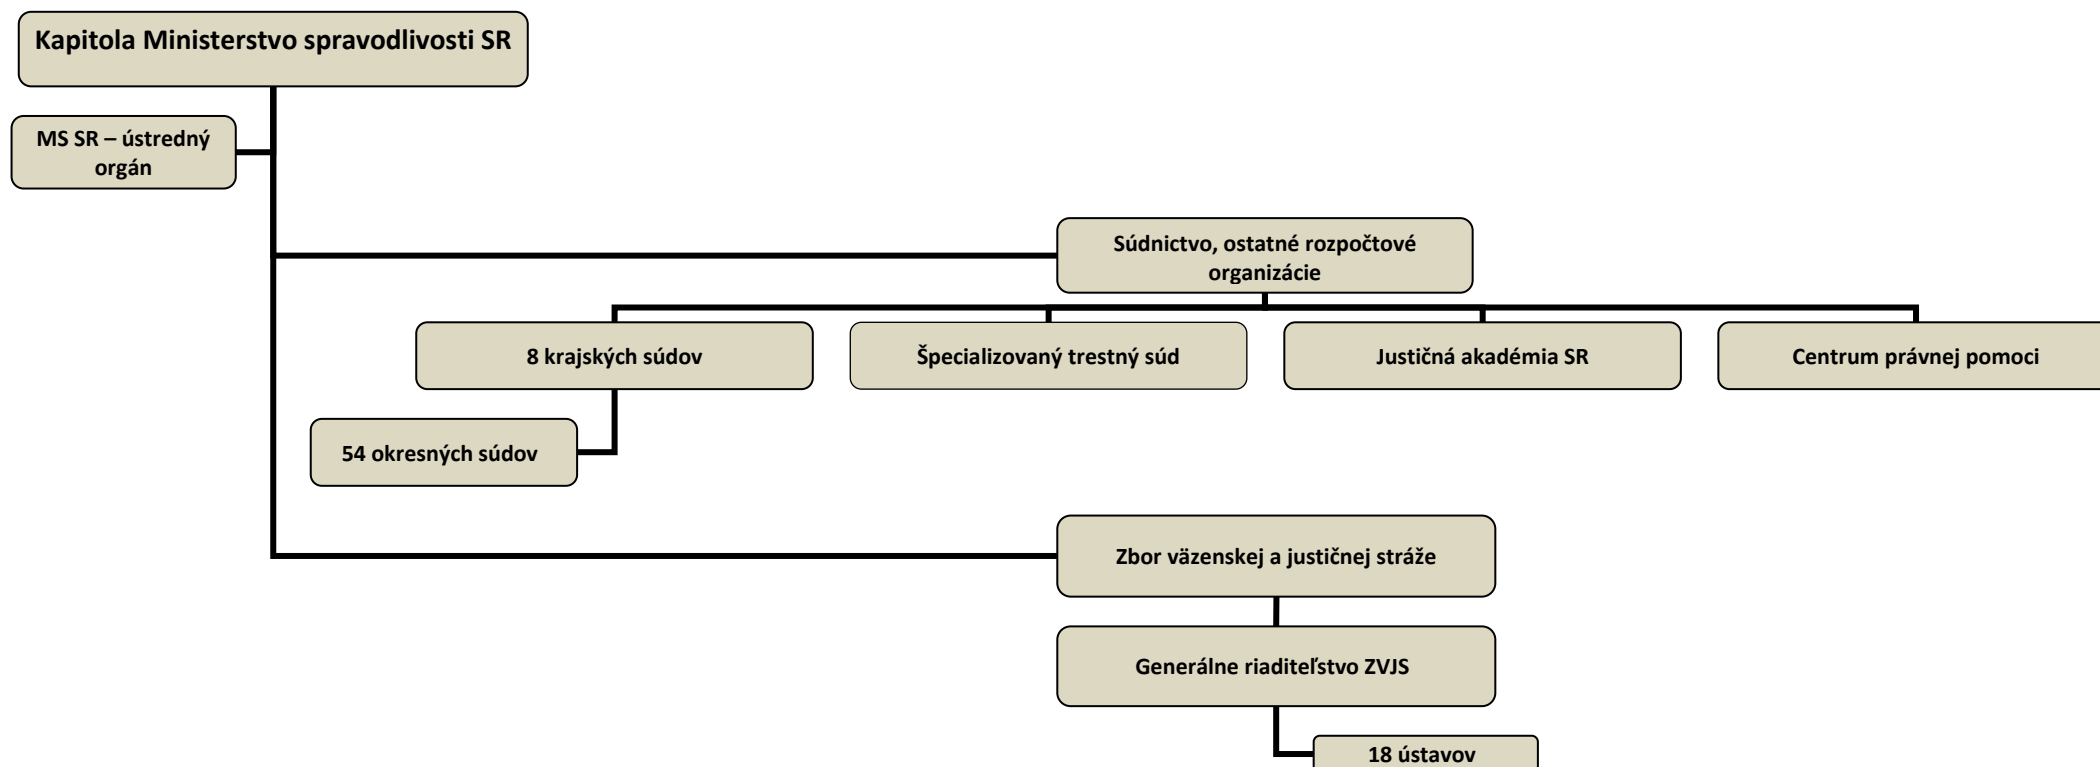 Kapitola Ministerstvo spravodlivosti SR
MS SR – ústredný
orgán
Súdnictvo, ostatné rozpočtové
organizácie
8 krajských súdov
Špecializovaný trestný súd
Justičná akadémia SR
Centrum právnej pomoci
54 okresných súdov
Zbor väzenskej a justičnej stráže
Generálne riaditeľstvo ZVJS
18 ústavov